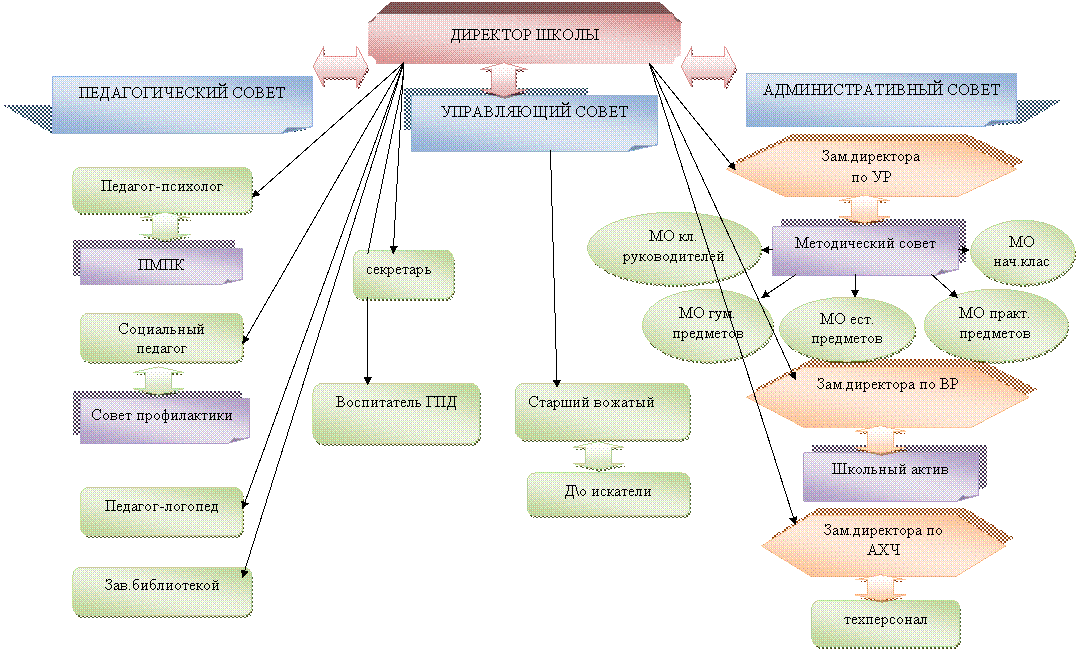 ДИРЕКТОР ШКОЛЫ
ПЕДАГОГИЧЕСКИЙ СОВЕТ
УПРАВЛЯЮЩИЙ СОВЕТ
АДМИНИСТРАТИВНЫЙ СОВЕТ
Педагог-психолог
ПМПК
Социальный
педагог
Совет профилактики
Педагог-логопед
Зав.библиотекой
секретарь
Воспитатель ГПД
Старший вожатый
Д\о искатели
Зам.директора
по УР
Методический совет
МО кл.
руководителей
МО
нач.клас
МО гум.
предметов
МО ест.
предметов
МО практ.
предметов
Зам.директора по ВР
Школьный актив
Зам.директора по
АХЧ
техперсонал